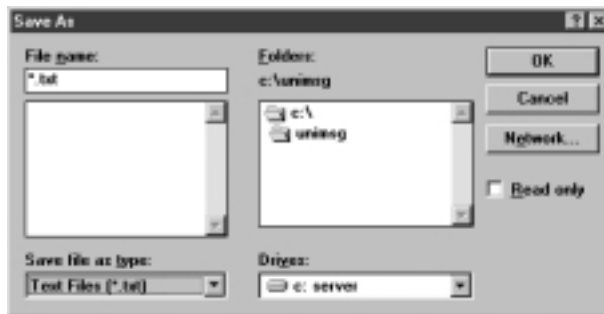 Save As
File name:
*.txt
Folders:
c:\unimsg
c:\
unimsg
OK
Cancel
Network...
Read only
Save file as type:
Text Files (*.txt)
Drives:
c: server